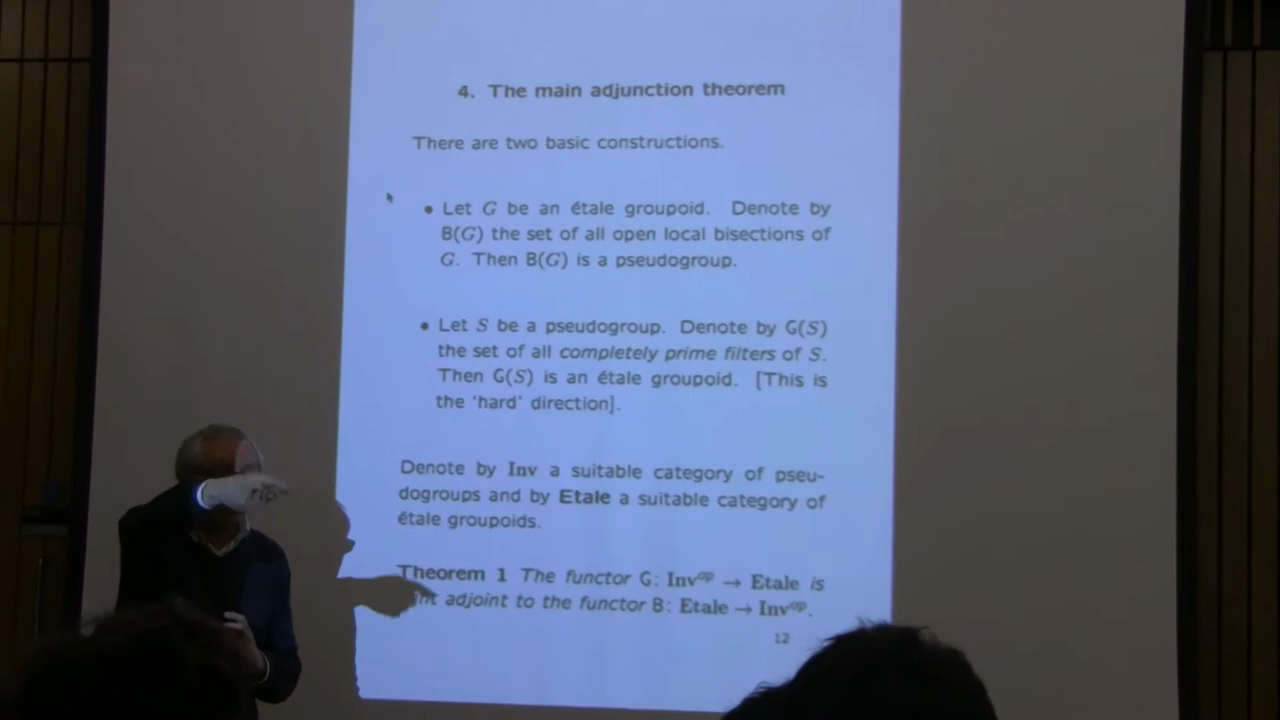 4. The main adjunction theorem
There are two basic constructions.
• Let G be an étale groupoid. Denote by
B(G) the set of all open local bisections of
G. Then B(G) is a pseudogroup.
• Let S be a pseudogroup. Denote by G(S)
the set of all completely prime filters of S.
Then G(S) is an étale groupoid. [This is
the 'hard' direction].
Denote by Inv a suitable category of pseu-
dogroups and by Etale a suitable category of
étale groupoids.
Theorem 1 The functor G: Inv^op → Etale is
adjoint to the functor B: Etale → Inv^op.
12